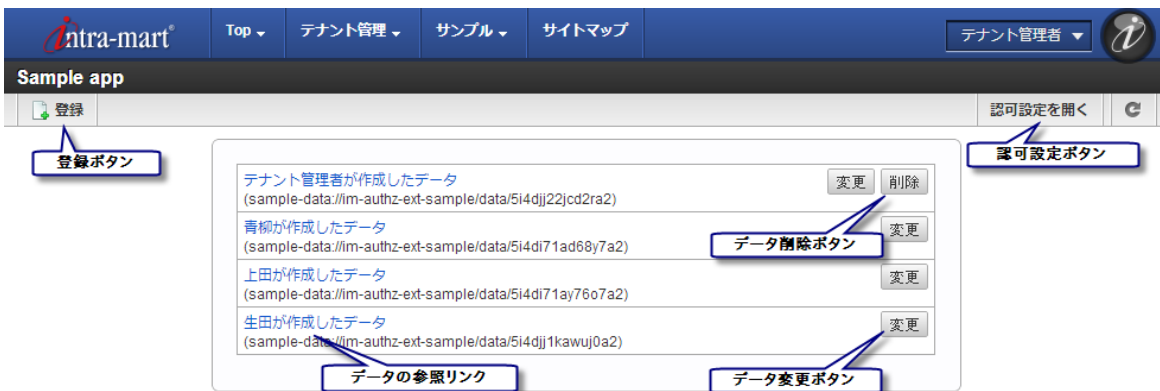 intra-mart® Top テナント管理 サンプル サイトマップ テナント管理者
Sample app
登録 認可設定を開く
登録ボタン 認可設定ボタン
テナント管理者が作成したデータ 変更 削除
(sample-data://im-authz-ext-sample/data/5i4djj22jcd2ra2)
青柳が作成したデータ 変更
(sample-data://im-authz-ext-sample/data/5i4di71ad68y7a2)
データ削除ボタン
上田が作成したデータ 変更
(sample-data://im-authz-ext-sample/data/5i4di71ay76o7a2)
生田が作成したデータ 変更
(sample-data://im-authz-ext-sample/data/5i4djj1kawuj0a2)
データの参照リンク データ変更ボタン